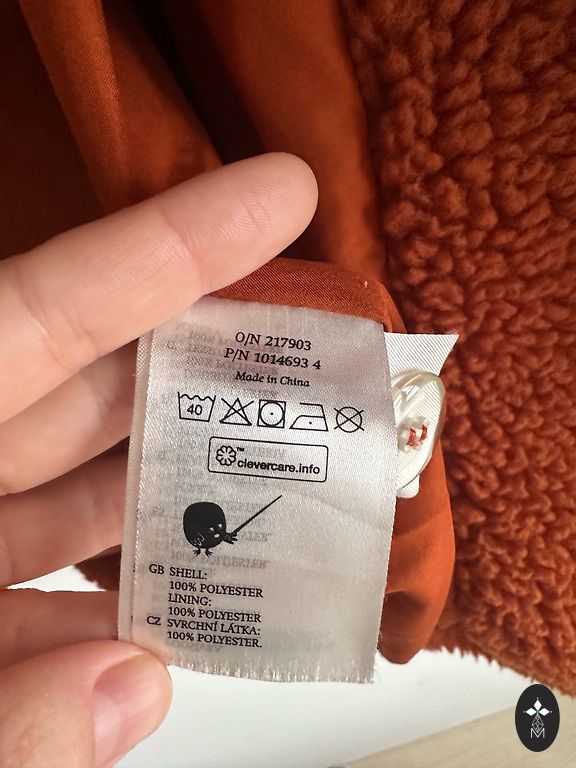 O/N 217903
P/N 1014693 4
Made in China
40
™
clevercare.info
GB SHELL:
100% POLYESTER
LINING:
100% POLYESTER
CZ SVRCHNÍ LÁTKA:
100% POLYESTER.
M